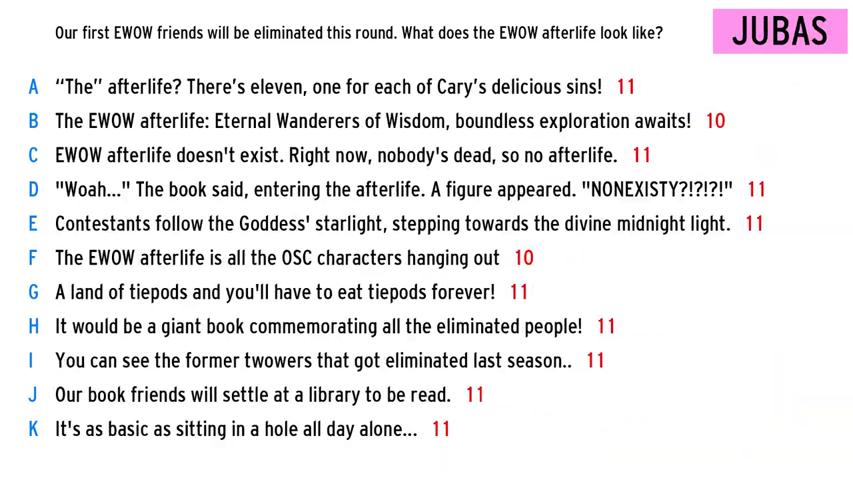 Our first EWOW friends will be eliminated this round. What does the EWOW afterlife look like?
JUBAS
A “The” afterlife? There’s eleven, one for each of Cary’s delicious sins! 11
B The EWOW afterlife: Eternal Wanderers of Wisdom, boundless exploration awaits! 10
C EWOW afterlife doesn't exist. Right now, nobody's dead, so no afterlife. 11
D "Woah..." The book said, entering the afterlife. A figure appeared. "NONEXISTY?!?!?!" 11
E Contestants follow the Goddess' starlight, stepping towards the divine midnight light. 11
F The EWOW afterlife is all the OSC characters hanging out 10
G A land of tiepods and you'll have to eat tiepods forever! 11
H It would be a giant book commemorating all the eliminated people! 11
I You can see the former twowers that got eliminated last season.. 11
J Our book friends will settle at a library to be read. 11
K It's as basic as sitting in a hole all day alone... 11